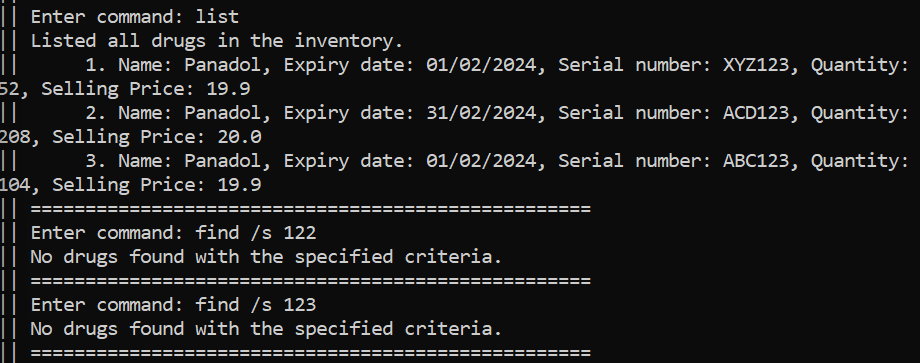 || Enter command: list
|| Listed all drugs in the inventory.
||      1. Name: Panadol, Expiry date: 01/02/2024, Serial number: XYZ123, Quantity:
52, Selling Price: 19.9
||      2. Name: Panadol, Expiry date: 31/02/2024, Serial number: ACD123, Quantity:
208, Selling Price: 20.0
||      3. Name: Panadol, Expiry date: 01/02/2024, Serial number: ABC123, Quantity:
104, Selling Price: 19.9
|| ===================================================
|| Enter command: find /s 122
|| No drugs found with the specified criteria.
|| ===================================================
|| Enter command: find /s 123
|| No drugs found with the specified criteria.
|| ===================================================